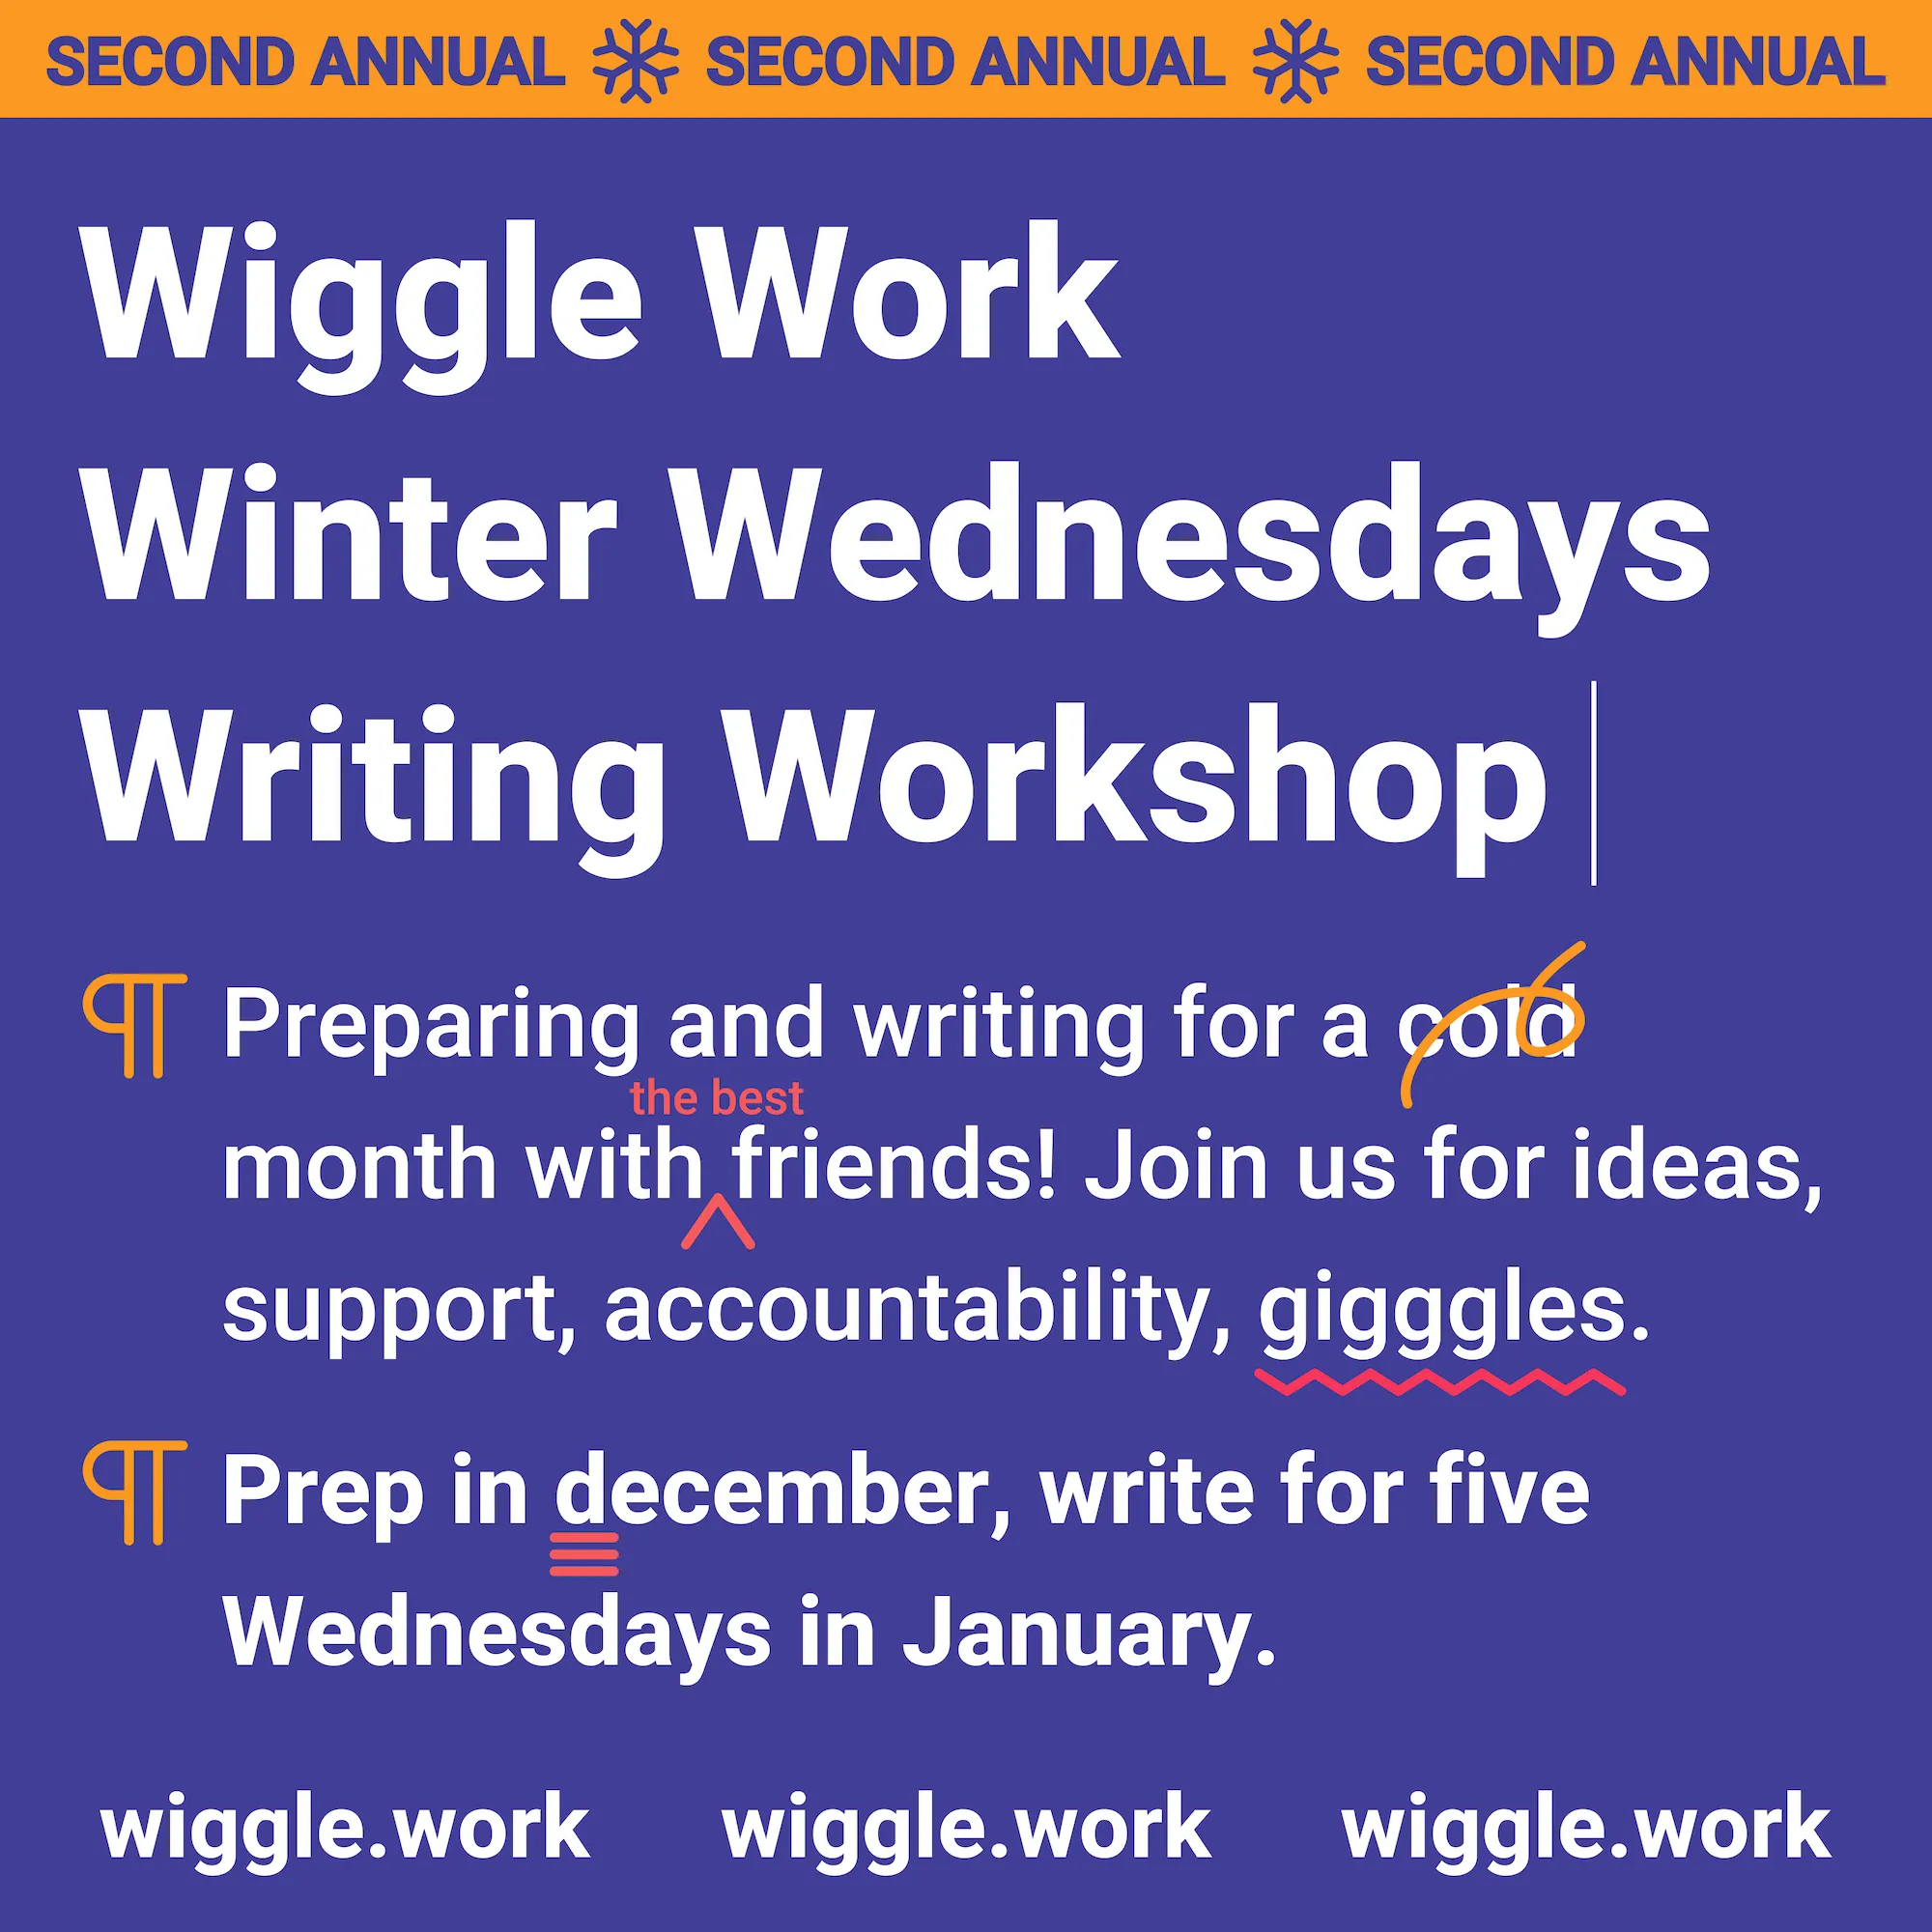 SECOND ANNUAL SECOND ANNUAL SECOND ANNUAL
Wiggle Work
Winter Wednesdays
Writing Workshop
¶ Preparing and writing for a cold
the best
month with friends! Join us for ideas,
support, accountability, gigggles.
¶ Prep in december, write for five
Wednesdays in January.
wiggle.work wiggle.work wiggle.work